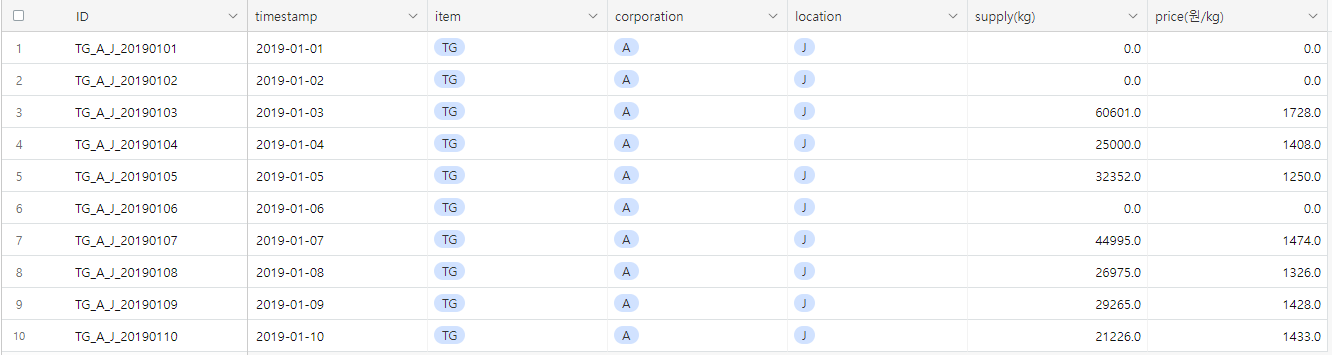 ID timestamp item corporation location supply(kg) price(원/kg)
1 TG_A_J_20190101 2019-01-01 TG A J 0.0 0.0
2 TG_A_J_20190102 2019-01-02 TG A J 0.0 0.0
3 TG_A_J_20190103 2019-01-03 TG A J 60601.0 1728.0
4 TG_A_J_20190104 2019-01-04 TG A J 25000.0 1408.0
5 TG_A_J_20190105 2019-01-05 TG A J 32352.0 1250.0
6 TG_A_J_20190106 2019-01-06 TG A J 0.0 0.0
7 TG_A_J_20190107 2019-01-07 TG A J 44995.0 1474.0
8 TG_A_J_20190108 2019-01-08 TG A J 26975.0 1326.0
9 TG_A_J_20190109 2019-01-09 TG A J 29265.0 1428.0
10 TG_A_J_20190110 2019-01-10 TG A J 21226.0 1433.0